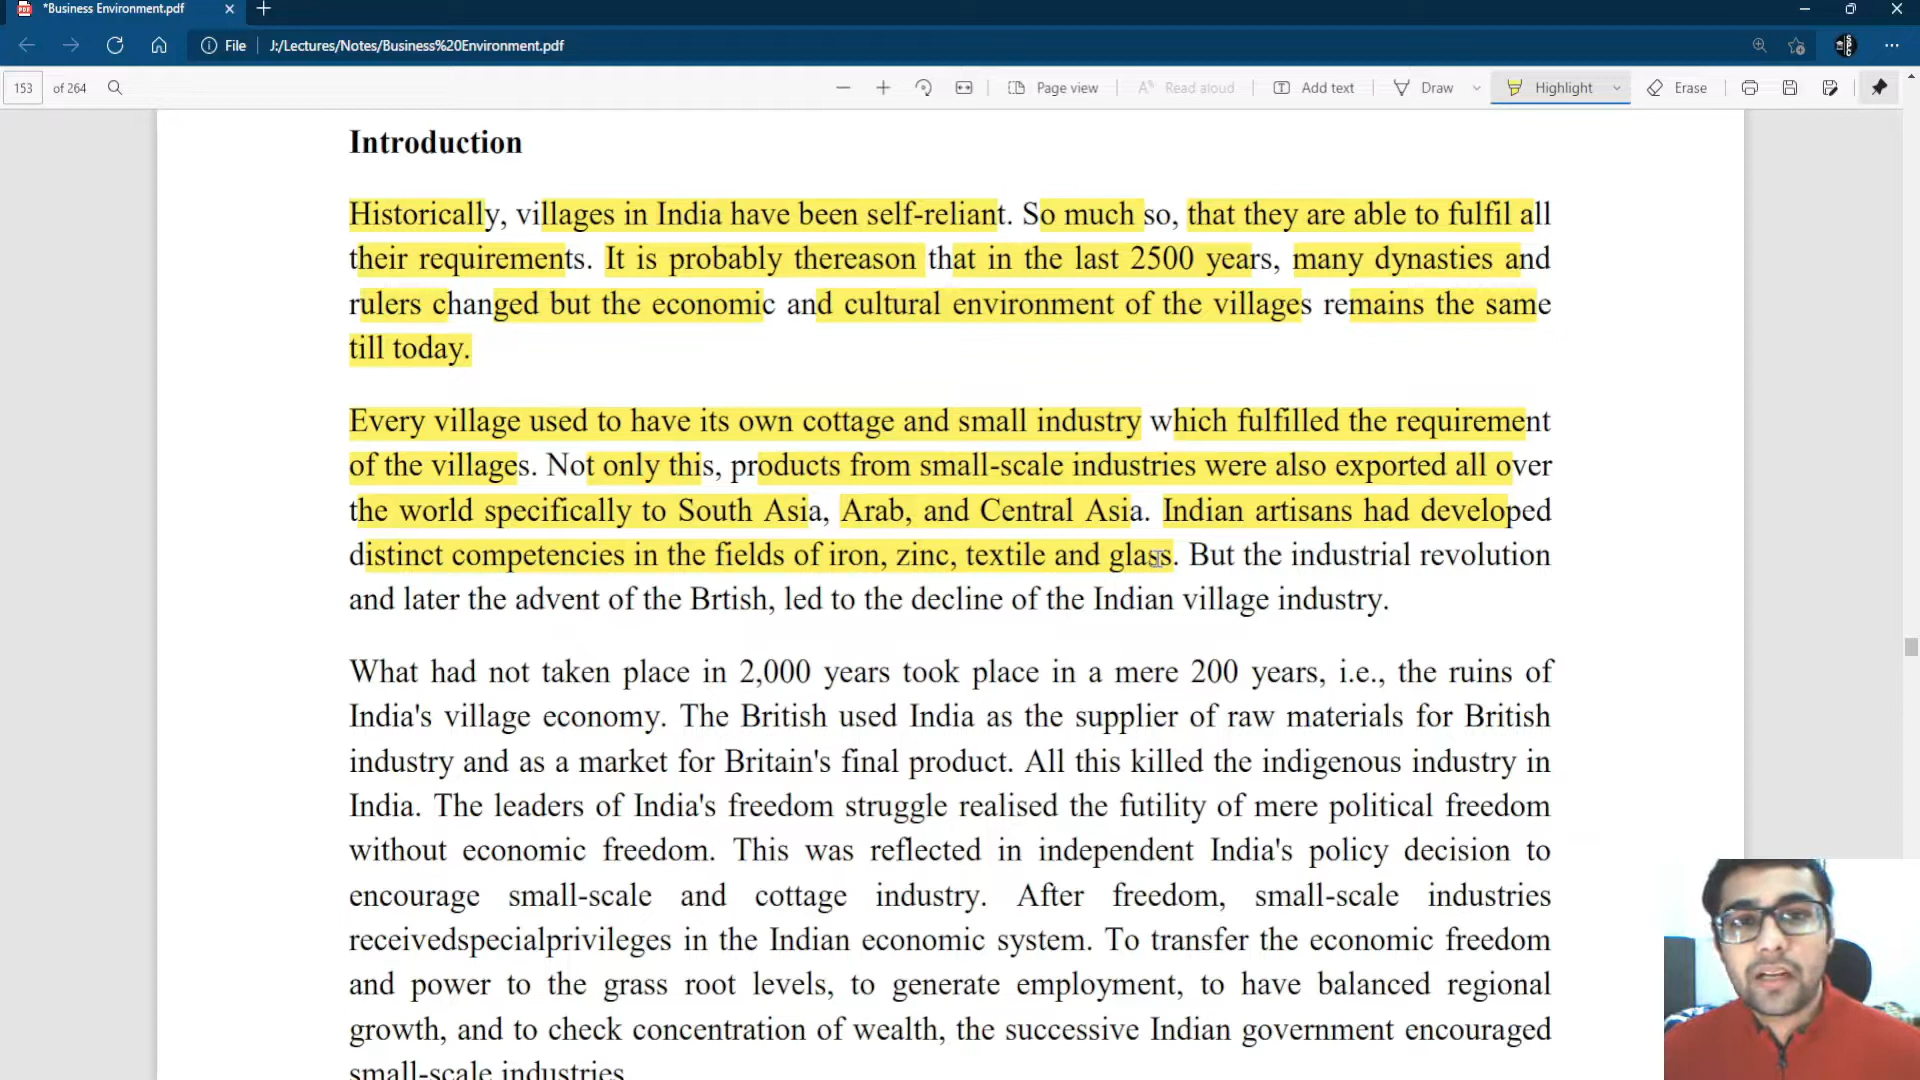 *Business Environment.pdf
File
J:/Lectures/Notes/Business%20Environment.pdf
153
of 264
Page view
Read aloud
Add text
Draw
Highlight
Erase
Introduction
Historically, villages in India have been self-reliant. So much so, that they are able to fulfil all
their requirements. It is probably thereason that in the last 2500 years, many dynasties and
rulers changed but the economic and cultural environment of the villages remains the same
till today.
Every village used to have its own cottage and small industry which fulfilled the requirement
of the villages. Not only this, products from small-scale industries were also exported all over
the world specifically to South Asia, Arab, and Central Asia. Indian artisans had developed
distinct competencies in the fields of iron, zinc, textile and glass. But the industrial revolution
and later the advent of the Brtish, led to the decline of the Indian village industry.
What had not taken place in 2,000 years took place in a mere 200 years, i.e., the ruins of
India's village economy. The British used India as the supplier of raw materials for British
industry and as a market for Britain's final product. All this killed the indigenous industry in
India. The leaders of India's freedom struggle realised the futility of mere political freedom
without economic freedom. This was reflected in independent India's policy decision to
encourage small-scale and cottage industry. After freedom, small-scale industries
receivedspecialprivileges in the Indian economic system. To transfer the economic freedom
and power to the grass root levels, to generate employment, to have balanced regional
growth, and to check concentration of wealth, the successive Indian government encouraged
small-scale industries.